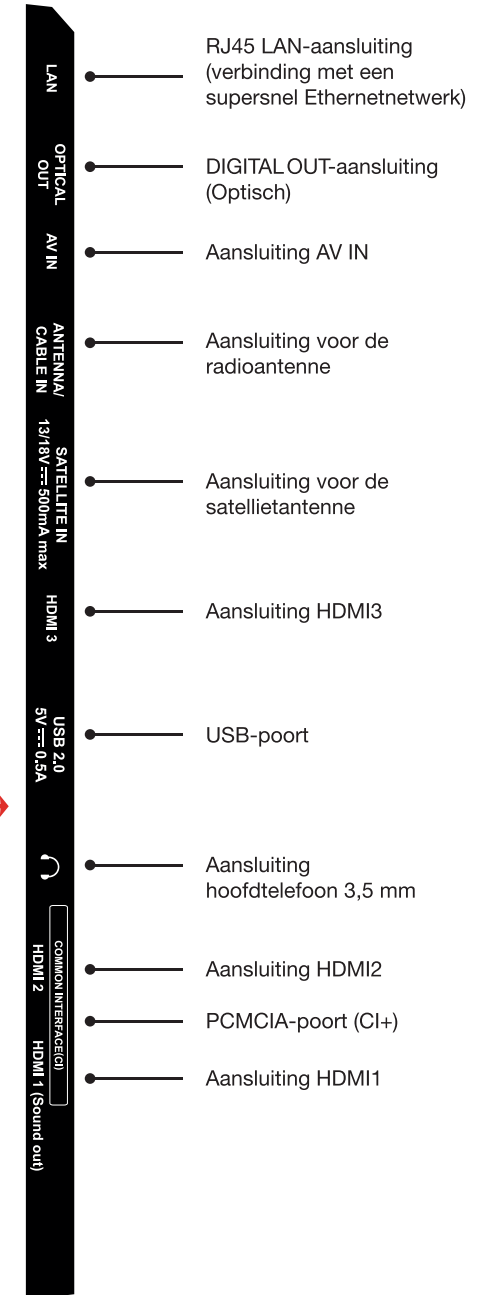 LAN
RJ45 LAN-aansluiting
(verbinding met een
supersnel Ethernetnetwerk)
OPTICAL
OUT
DIGITAL OUT-aansluiting
(Optisch)
AV IN
Aansluiting AV IN
ANTENNA/
CABLE IN
Aansluiting voor de
radioantenne
SATELLITE IN
13/18V⎓500mA max
Aansluiting voor de
satellietantenne
HDMI 3
Aansluiting HDMI3
USB 2.0
5V⎓0.5A
USB-poort
Aansluiting
hoofdtelefoon 3,5 mm
COMMON INTERFACE(CI)
HDMI 2
Aansluiting HDMI2
PCMCIA-poort (CI+)
HDMI 1 (Sound out)
Aansluiting HDMI1